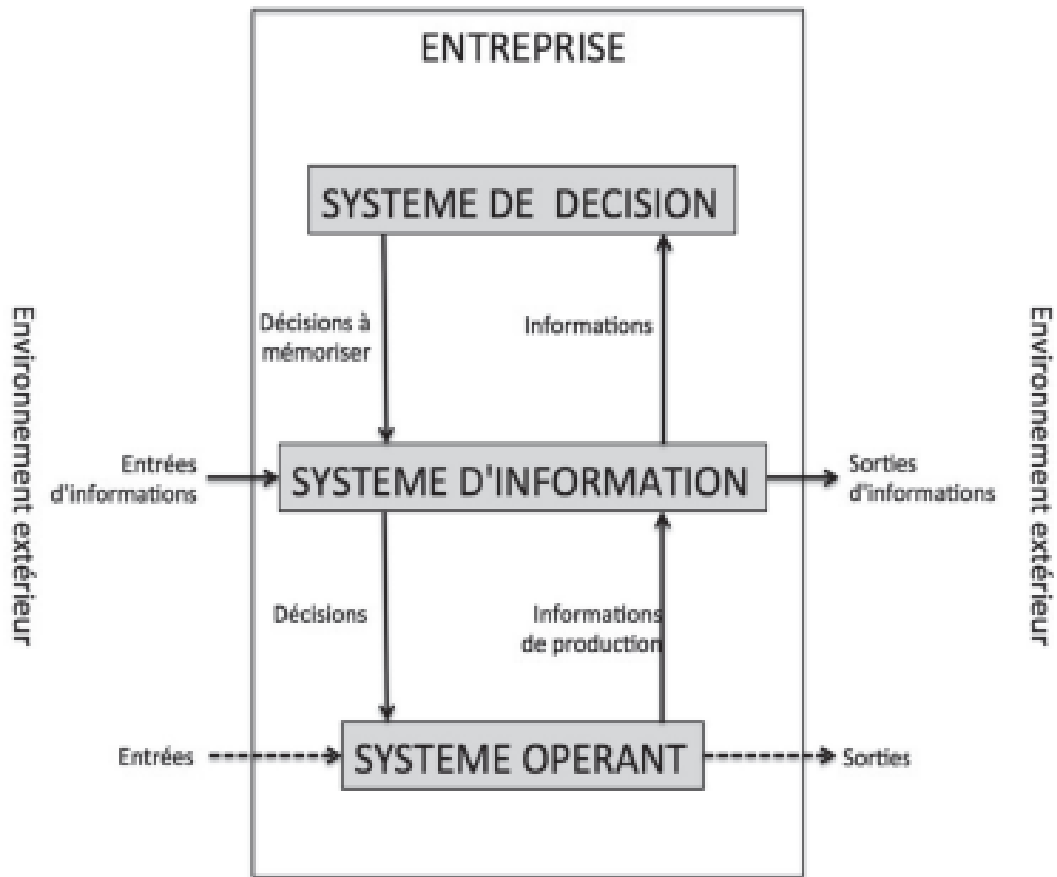 ENTREPRISE
SYSTEME DE DECISION
Décisions à
mémoriser
Informations
Environnement extérieur
Environnement extérieur
Entrées
d'informations
SYSTEME D'INFORMATION
Sorties
d'informations
Décisions
Informations
de production
Entrées
SYSTEME OPERANT
Sorties